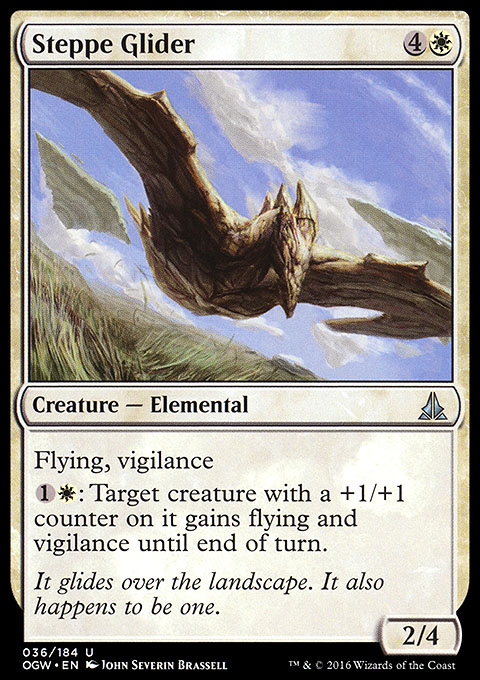 Steppe Glider 4
Creature — Elemental
Flying, vigilance
1: Target creature with a +1/+1
counter on it gains flying and
vigilance until end of turn.
It glides over the landscape. It also
happens to be one.
2/4
036/184 U
OGW • EN John Severin Brassell
™ & © 2016 Wizards of the Coast